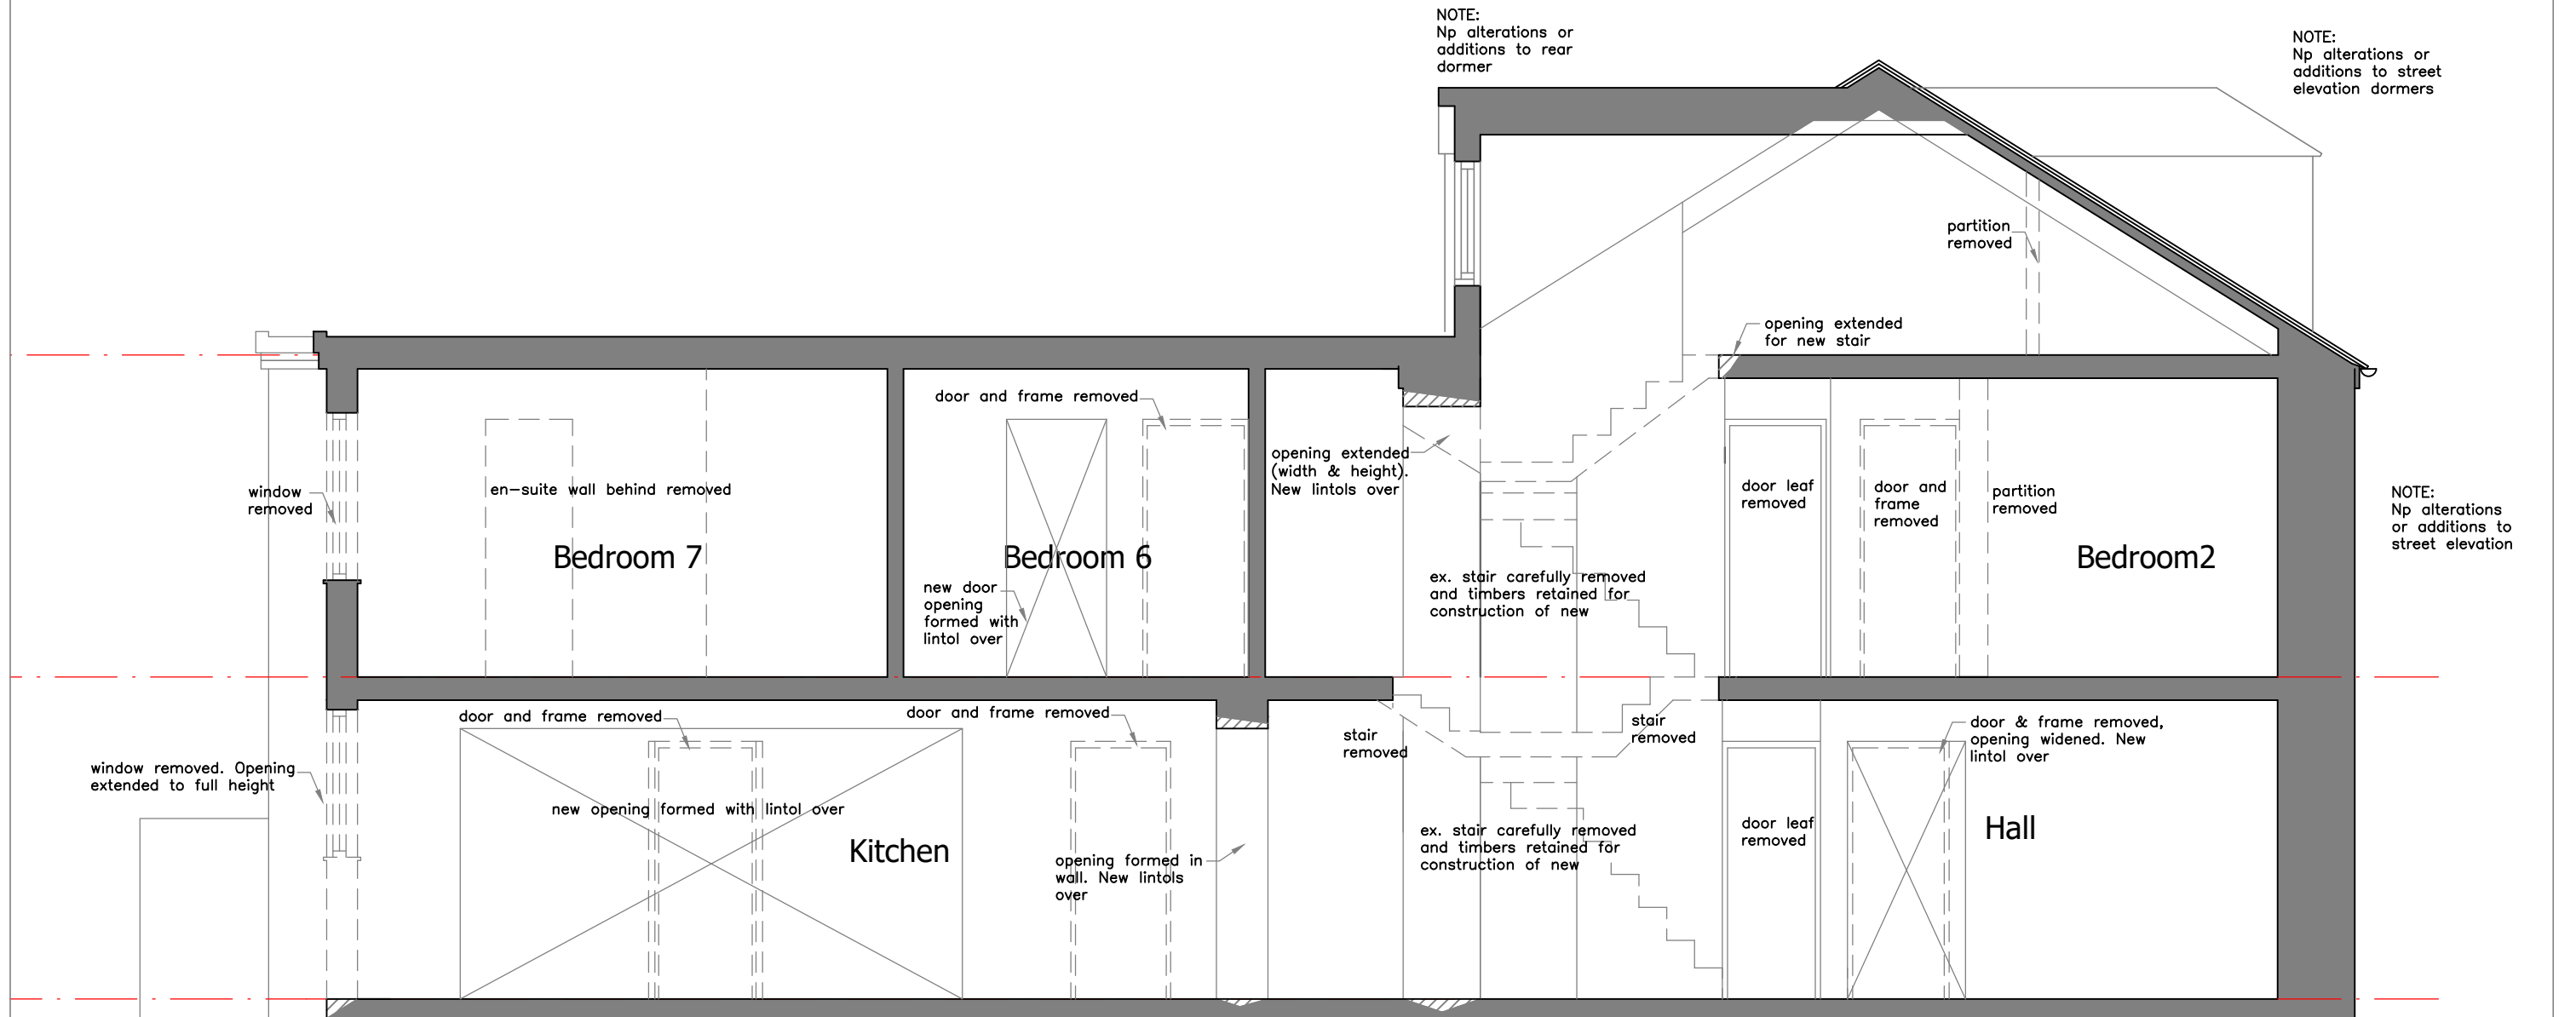 NOTE:
Np alterations or
additions to rear
dormer
NOTE:
Np alterations or
additions to street
elevation dormers
partition
removed
opening extended
for new stair
door and frame removed
opening extended
(width & height).
New lintols over
window
removed
en-suite wall behind removed
door leaf
removed
door and
frame
removed
partition
removed
NOTE:
Np alterations
or additions to
street elevation
Bedroom 7
Bedroom 6
Bedroom2
new door
opening
formed with
lintol over
ex. stair carefully removed
and timbers retained for
construction of new
door and frame removed
door and frame removed
stair
removed
stair
removed
door & frame removed,
opening widened. New
lintol over
window removed. Opening
extended to full height
new opening formed with lintol over
Kitchen
opening formed in
wall. New lintols
over
ex. stair carefully removed
and timbers retained for
construction of new
door leaf
removed
Hall